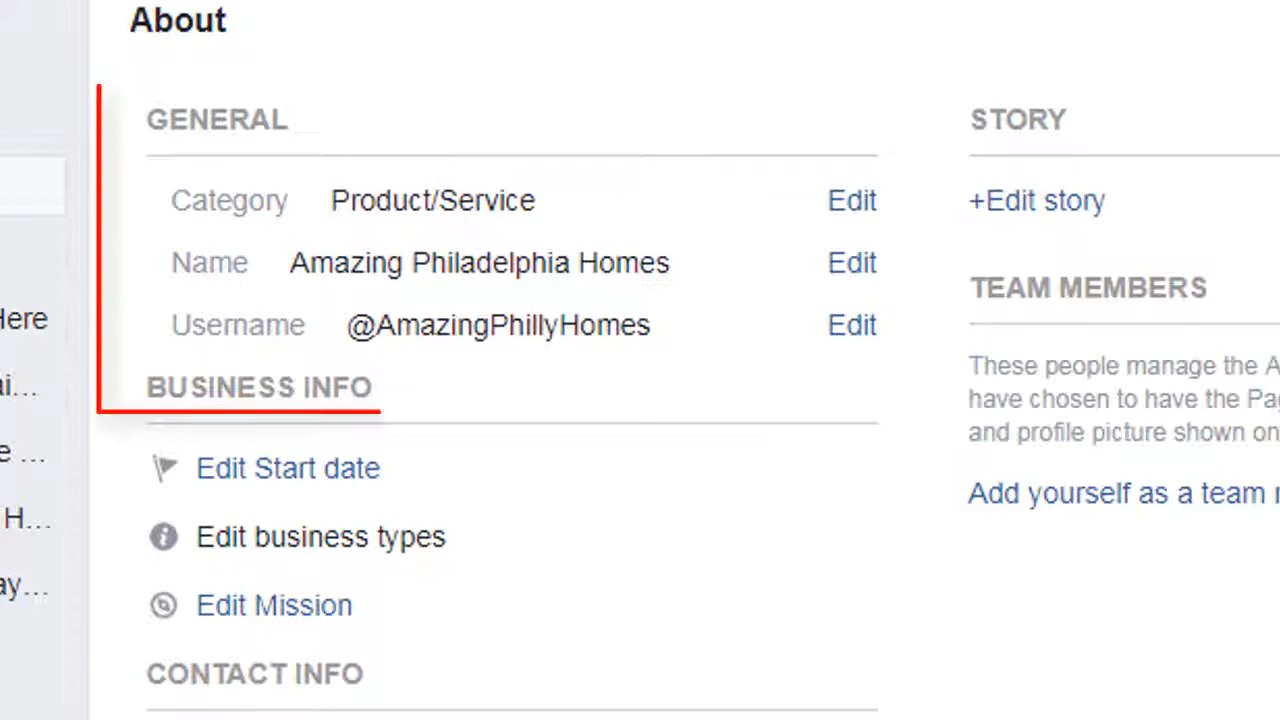 About
GENERAL
Category Product/Service Edit
Name Amazing Philadelphia Homes Edit
Username @AmazingPhillyHomes Edit
BUSINESS INFO
Edit Start date
Edit business types
Edit Mission
CONTACT INFO
STORY
+Edit story
TEAM MEMBERS
These people manage the
have chosen to have the
and profile picture shown on
Add yourself as a team
H...